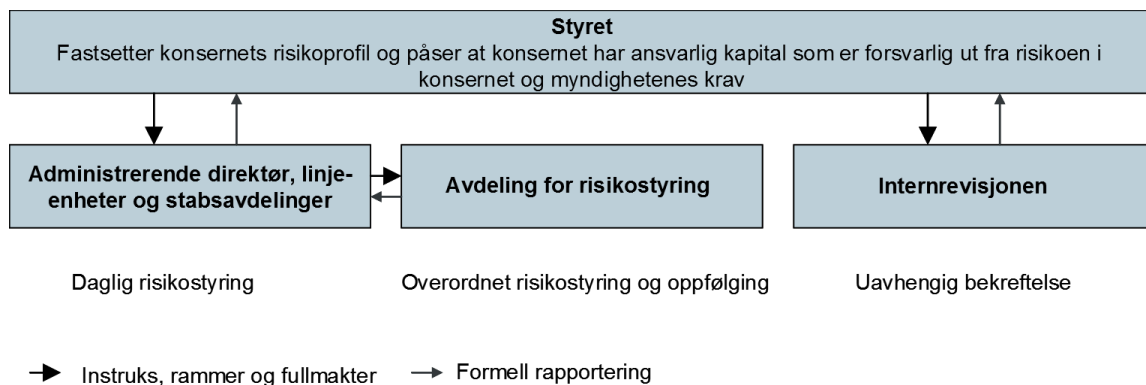 Styret
Fastsetter konsernets risikoprofil og påser at konsernet har ansvarlig kapital som er forsvarlig ut fra risikoen i
konsernet og myndighetenes krav
Administrerende direktør, linje-
enheter og stabsavdelinger
Avdeling for risikostyring
Internrevisjonen
Daglig risikostyring
Overordnet risikostyring og oppfølging
Uavhengig bekreftelse
Instruks, rammer og fullmakter
Formell rapportering